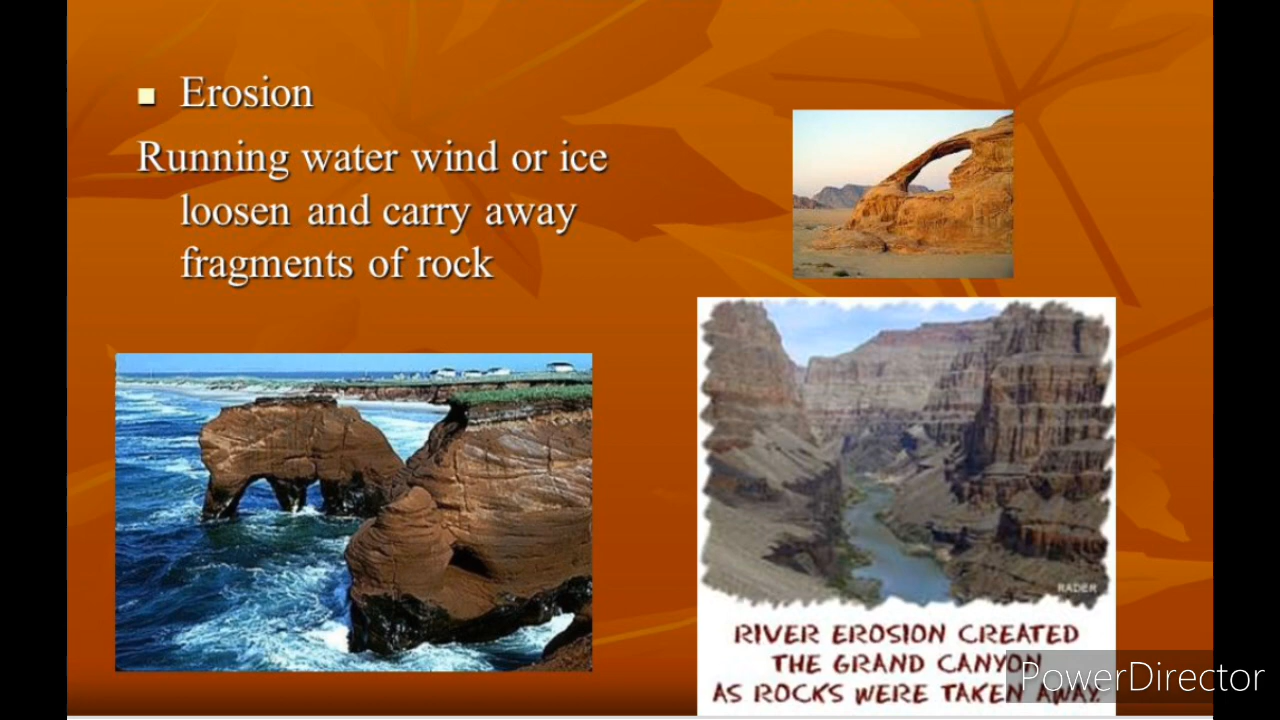 Erosion
Running water wind or ice
loosen and carry away
fragments of rock
RADER
RIVER EROSION CREATED
THE GRAND CANYON
AS ROCKS WERE TAKEN AWAY.
PowerDirector